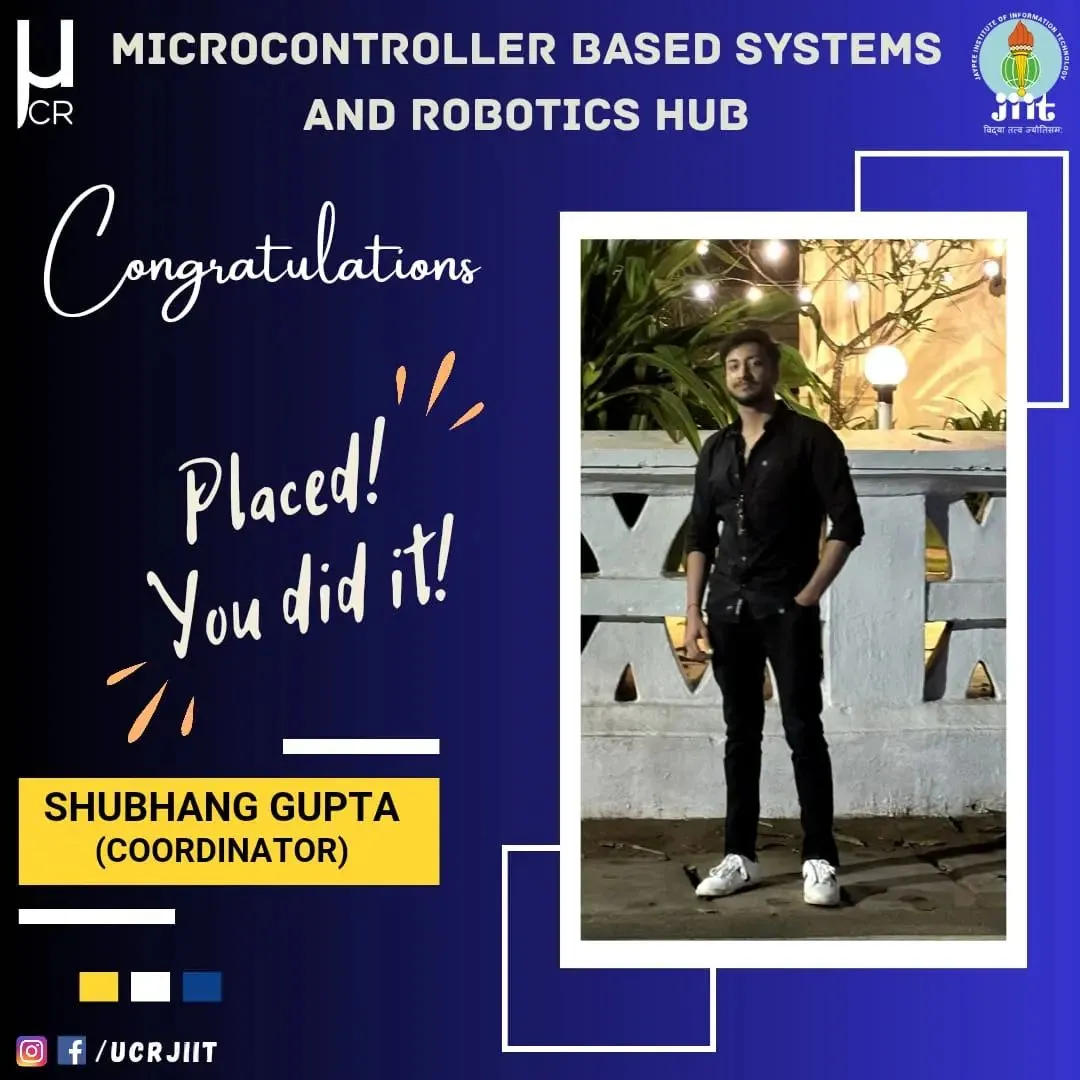 µCR
MICROCONTROLLER BASED SYSTEMS
AND ROBOTICS HUB
JAYPEE INSTITUTE OF INFORMATION TECHNOLOGY
jiit
विद्या तत्व ज्योतिसम:
Congratulations
Placed!
You did it!
SHUBHANG GUPTA
(COORDINATOR)
/UCRJIIT